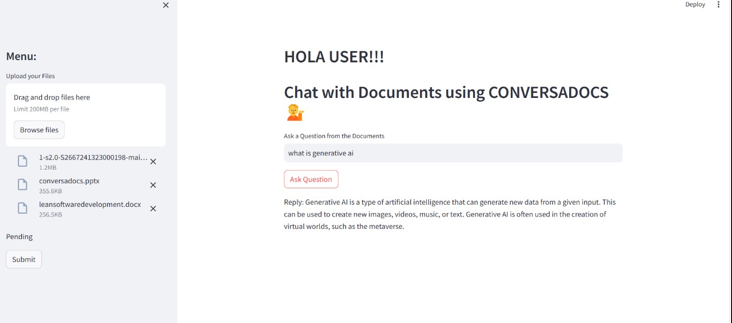 Deploy
Menu:
Upload your Files
Drag and drop files here
Limit 200MB per file
Browse files
1-s2.0-S2667241323000198-mai...
1.2MB
conversadocs.pptx
355.6KB
leansoftwaredevelopment.docx
256.5KB
Pending
Submit
HOLA USER!!!
Chat with Documents using CONVERSADOCS
Ask a Question from the Documents
what is generative ai
Ask Question
Reply: Generative AI is a type of artificial intelligence that can generate new data from a given input. This
can be used to create new images, videos, music, or text. Generative AI is often used in the creation of
virtual worlds, such as the metaverse.